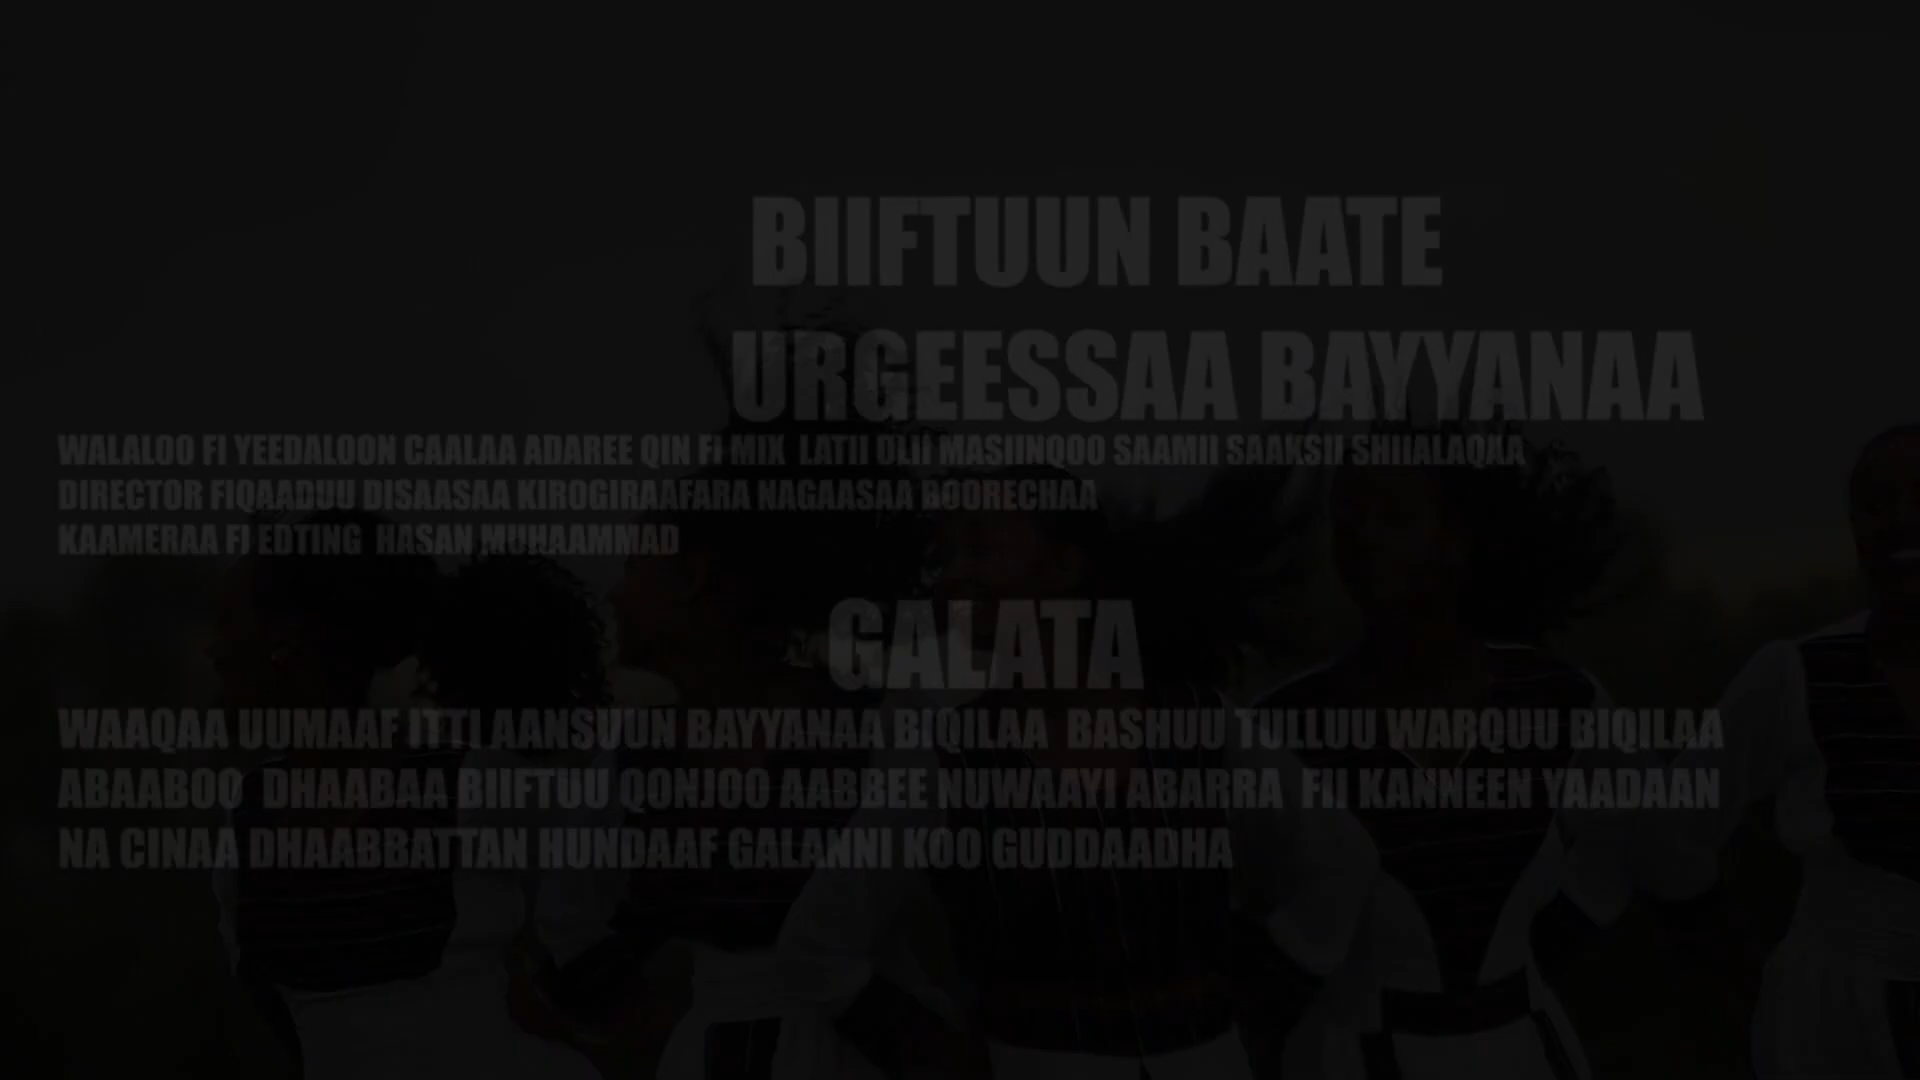 BIIFTUUN BAATE
URGEESSAA BAYYANAA
WALALOO FI YEEDALOON CAALAA ADAREE QIN FI MIX LATII OLII MASIINQOO SAAMII SAAKSII SHIIALAQAA
DIRECTOR FIQAADUU DISAASAA KIROGIRAAFARA NAGAASAA BOORECHAA
KAAMERAA FI EDTING HASAN MUHAAMMAD
GALATA
WAAQAA UUMAAF ITTI AANSUUN BAYYANAA BIQILAA BASHUU TULLUU WARQUU BIQILAA
ABAABOO DHAABAA BIIFTUU QONJOO AABBEE NUWAAYI ABARRA FII KANNEEN YAADAAN
NA CINAA DHAABBATTAN HUNDAAF GALANNI KOO GUDDAADHA